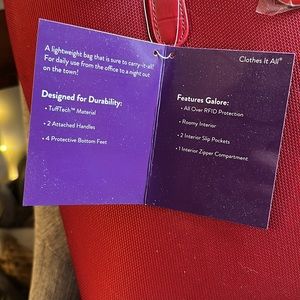 A lightweight bag that is sure to carry-it-all!
For daily use from the office to a night out
on the town!
Designed for Durability:
• TuffTech™ Material
• 2 Attached Handles
• 4 Protective Bottom Feet
Clothes It All®
Features Galore:
• All Over RFID Protection
• Roomy Interior
• 2 Interior Slip Pockets
• 1 Interior Zipper Compartment